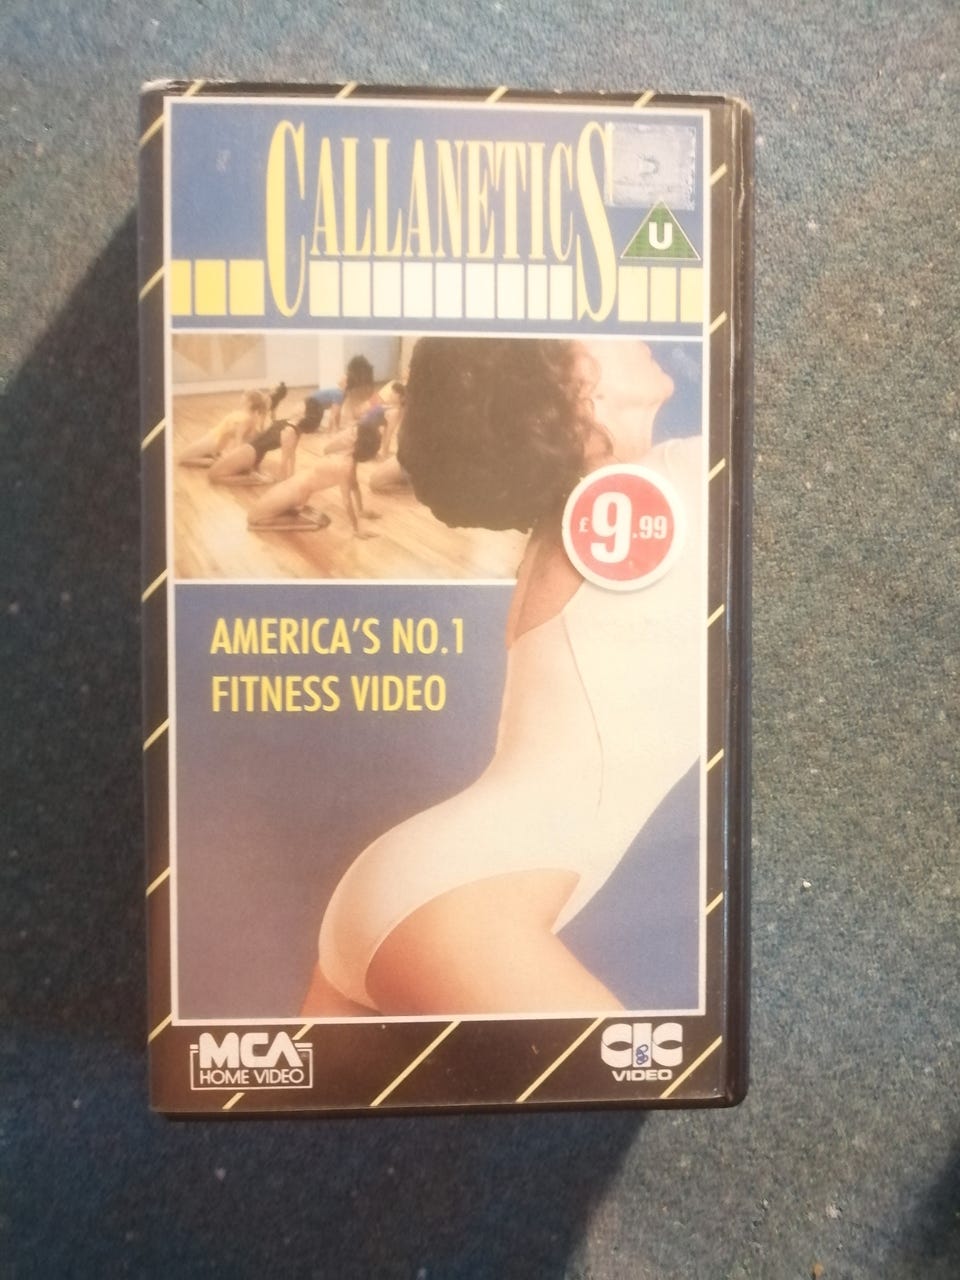 CALLANETICS
U
£9.99
AMERICA'S NO.1
FITNESS VIDEO
MCA
HOME VIDEO
CIC
VIDEO